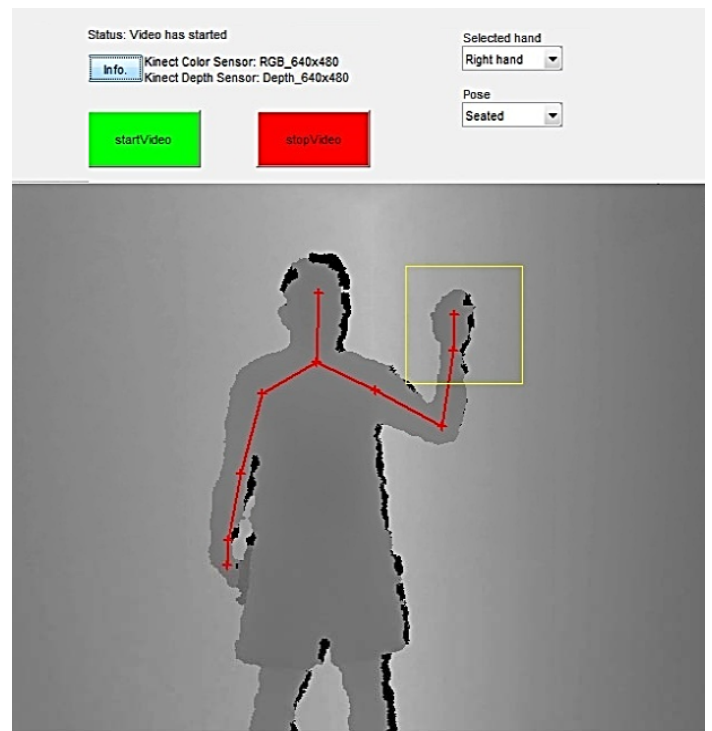 Status: Video has started
Info.
Kinect Color Sensor: RGB_640x480
Kinect Depth Sensor: Depth_640x480
startVideo
stopVideo
Selected hand
Right hand
Pose
Seated